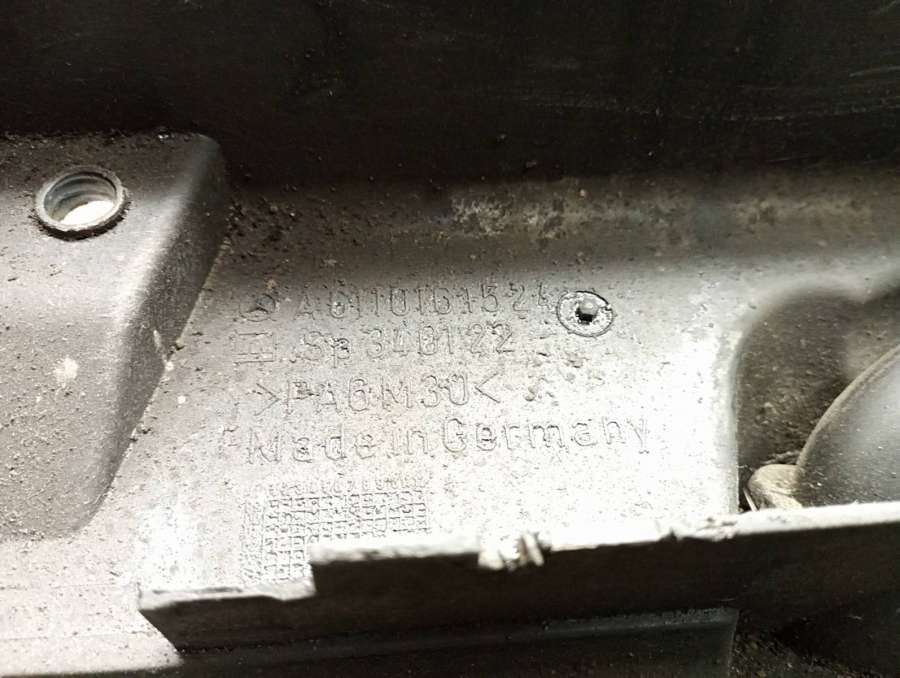 A6110161524
Sp 340122
>PA6M30<
Made in Germany